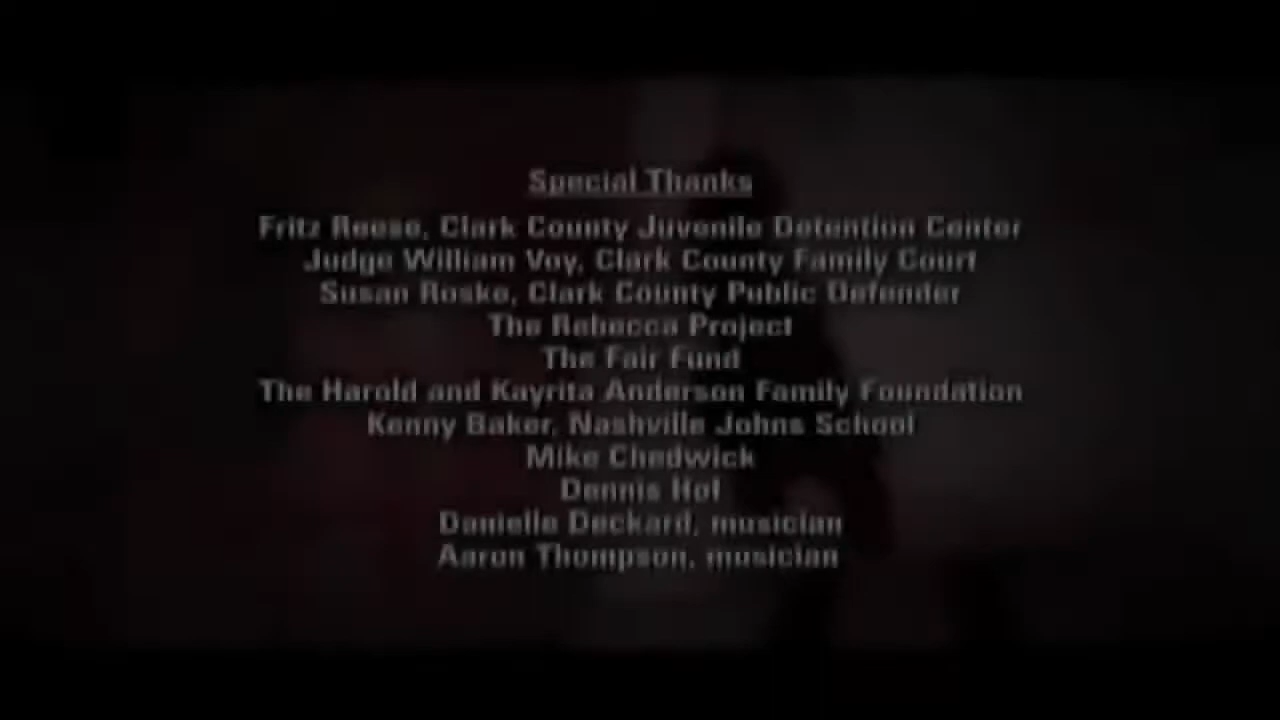 Special Thanks
Fritz Reese, Clark County Juvenile Detention Center
Judge William Voy, Clark County Family Court
Susan Roske, Clark County Public Defender
The Rebecca Project
The Fair Fund
The Harold and Kayrita Anderson Family Foundation
Kenny Baker, Nashville Johns School
Mike Chedwick
Dennis Hof
Danielle Deckard, musician
Aaron Thompson, musician